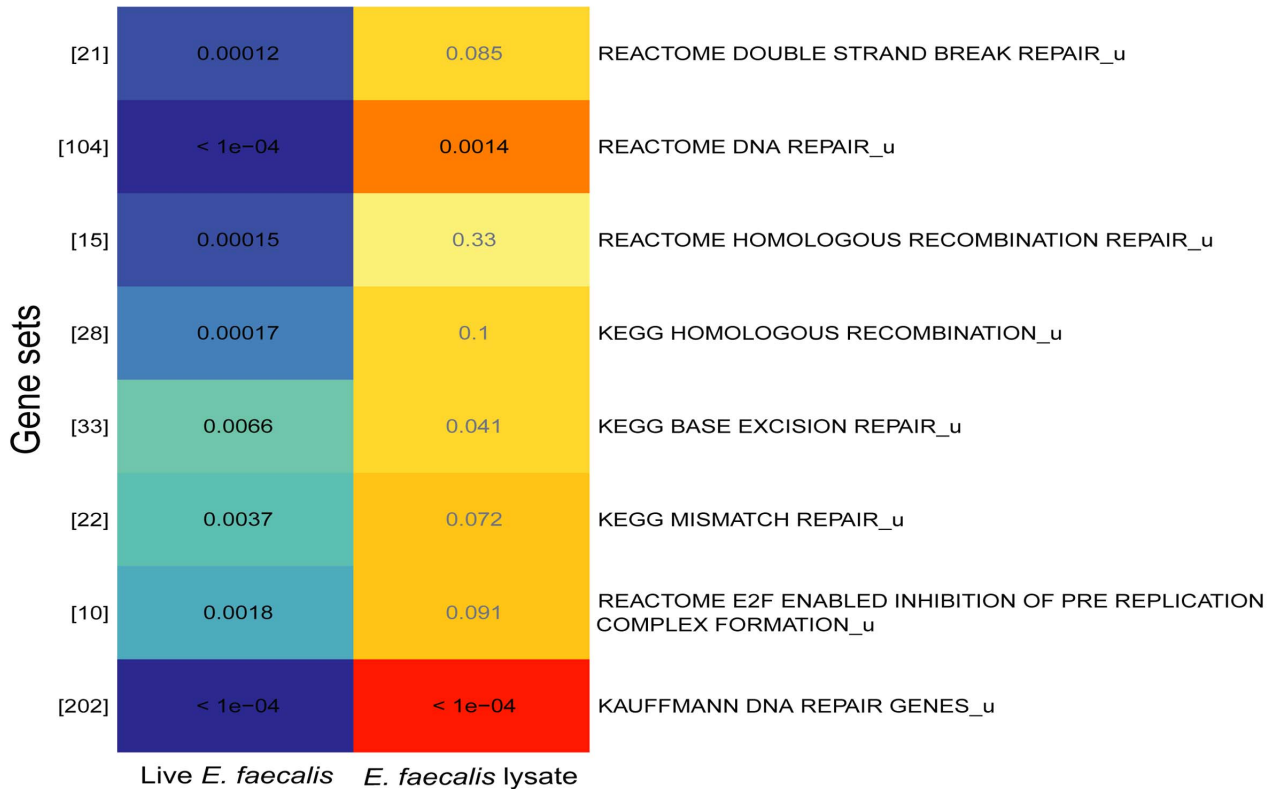 [21] 0.00012 0.085 REACTOME DOUBLE STRAND BREAK REPAIR_u
[104] < 1e−04 0.0014 REACTOME DNA REPAIR_u
[15] 0.00015 0.33 REACTOME HOMOLOGOUS RECOMBINATION REPAIR_u
[28] 0.00017 0.1 KEGG HOMOLOGOUS RECOMBINATION_u
[33] 0.0066 0.041 KEGG BASE EXCISION REPAIR_u
[22] 0.0037 0.072 KEGG MISMATCH REPAIR_u
[10] 0.0018 0.091 REACTOME E2F ENABLED INHIBITION OF PRE REPLICATION
COMPLEX FORMATION_u
[202] < 1e−04 < 1e−04 KAUFFMANN DNA REPAIR GENES_u
Gene sets
Live E. faecalis E. faecalis lysate